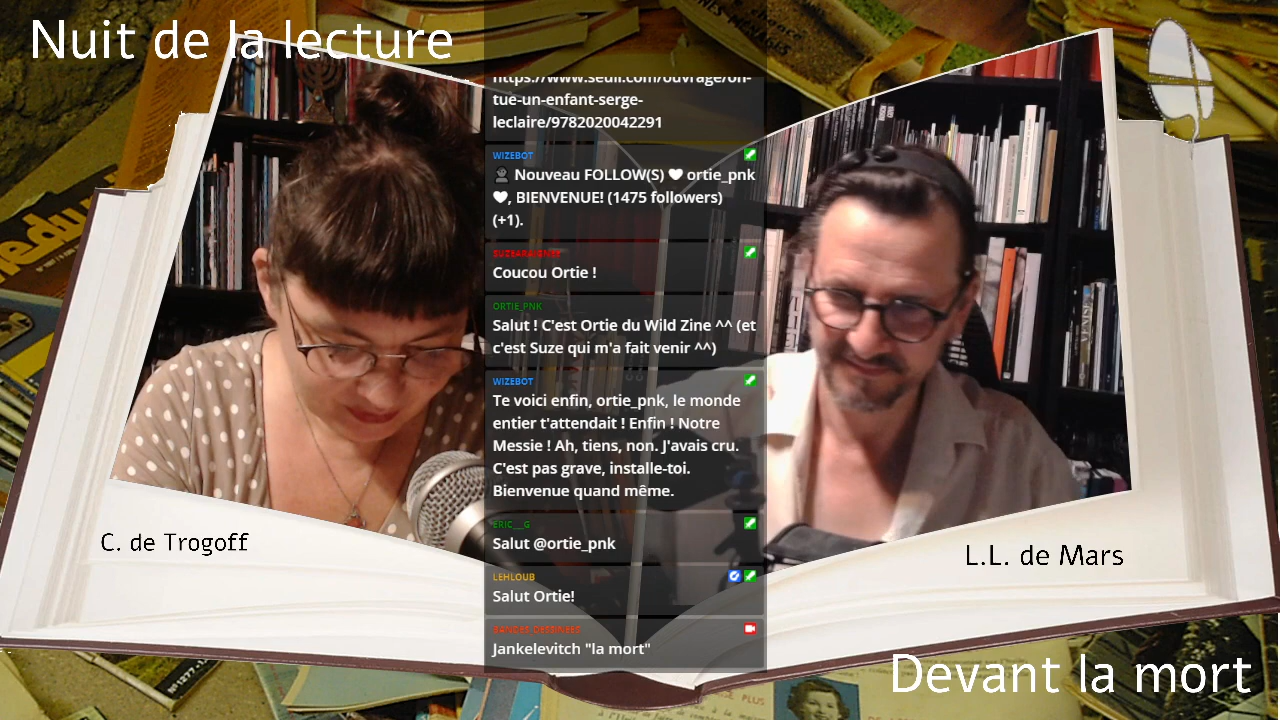 Nuit de la lecture
https://www.seuil.com/ouvrage/on-
tue-un-enfant-serge-
leclaire/9782020042291
WIZEBOT
Nouveau FOLLOW(S) ❤ ortie_pnk
❤, BIENVENUE! (1475 followers)
(+1).
Coucou Ortie !
ORTIE_PNK
Salut ! C'est Ortie du Wild Zine ^^ (et
c'est Suze qui m'a fait venir ^^)
WIZEBOT
Te voici enfin, ortie_pnk, le monde
entier t'attendait ! Enfin ! Notre
Messie ! Ah, tiens, non. J'avais cru.
C'est pas grave, installe-toi.
Bienvenue quand même.
ERIC__G
Salut @ortie_pnk
LEHLOUB
Salut Ortie!
BANDES_DESSINEES
Jankelevitch "la mort"
C. de Trogoff
L.L. de Mars
Devant la mort